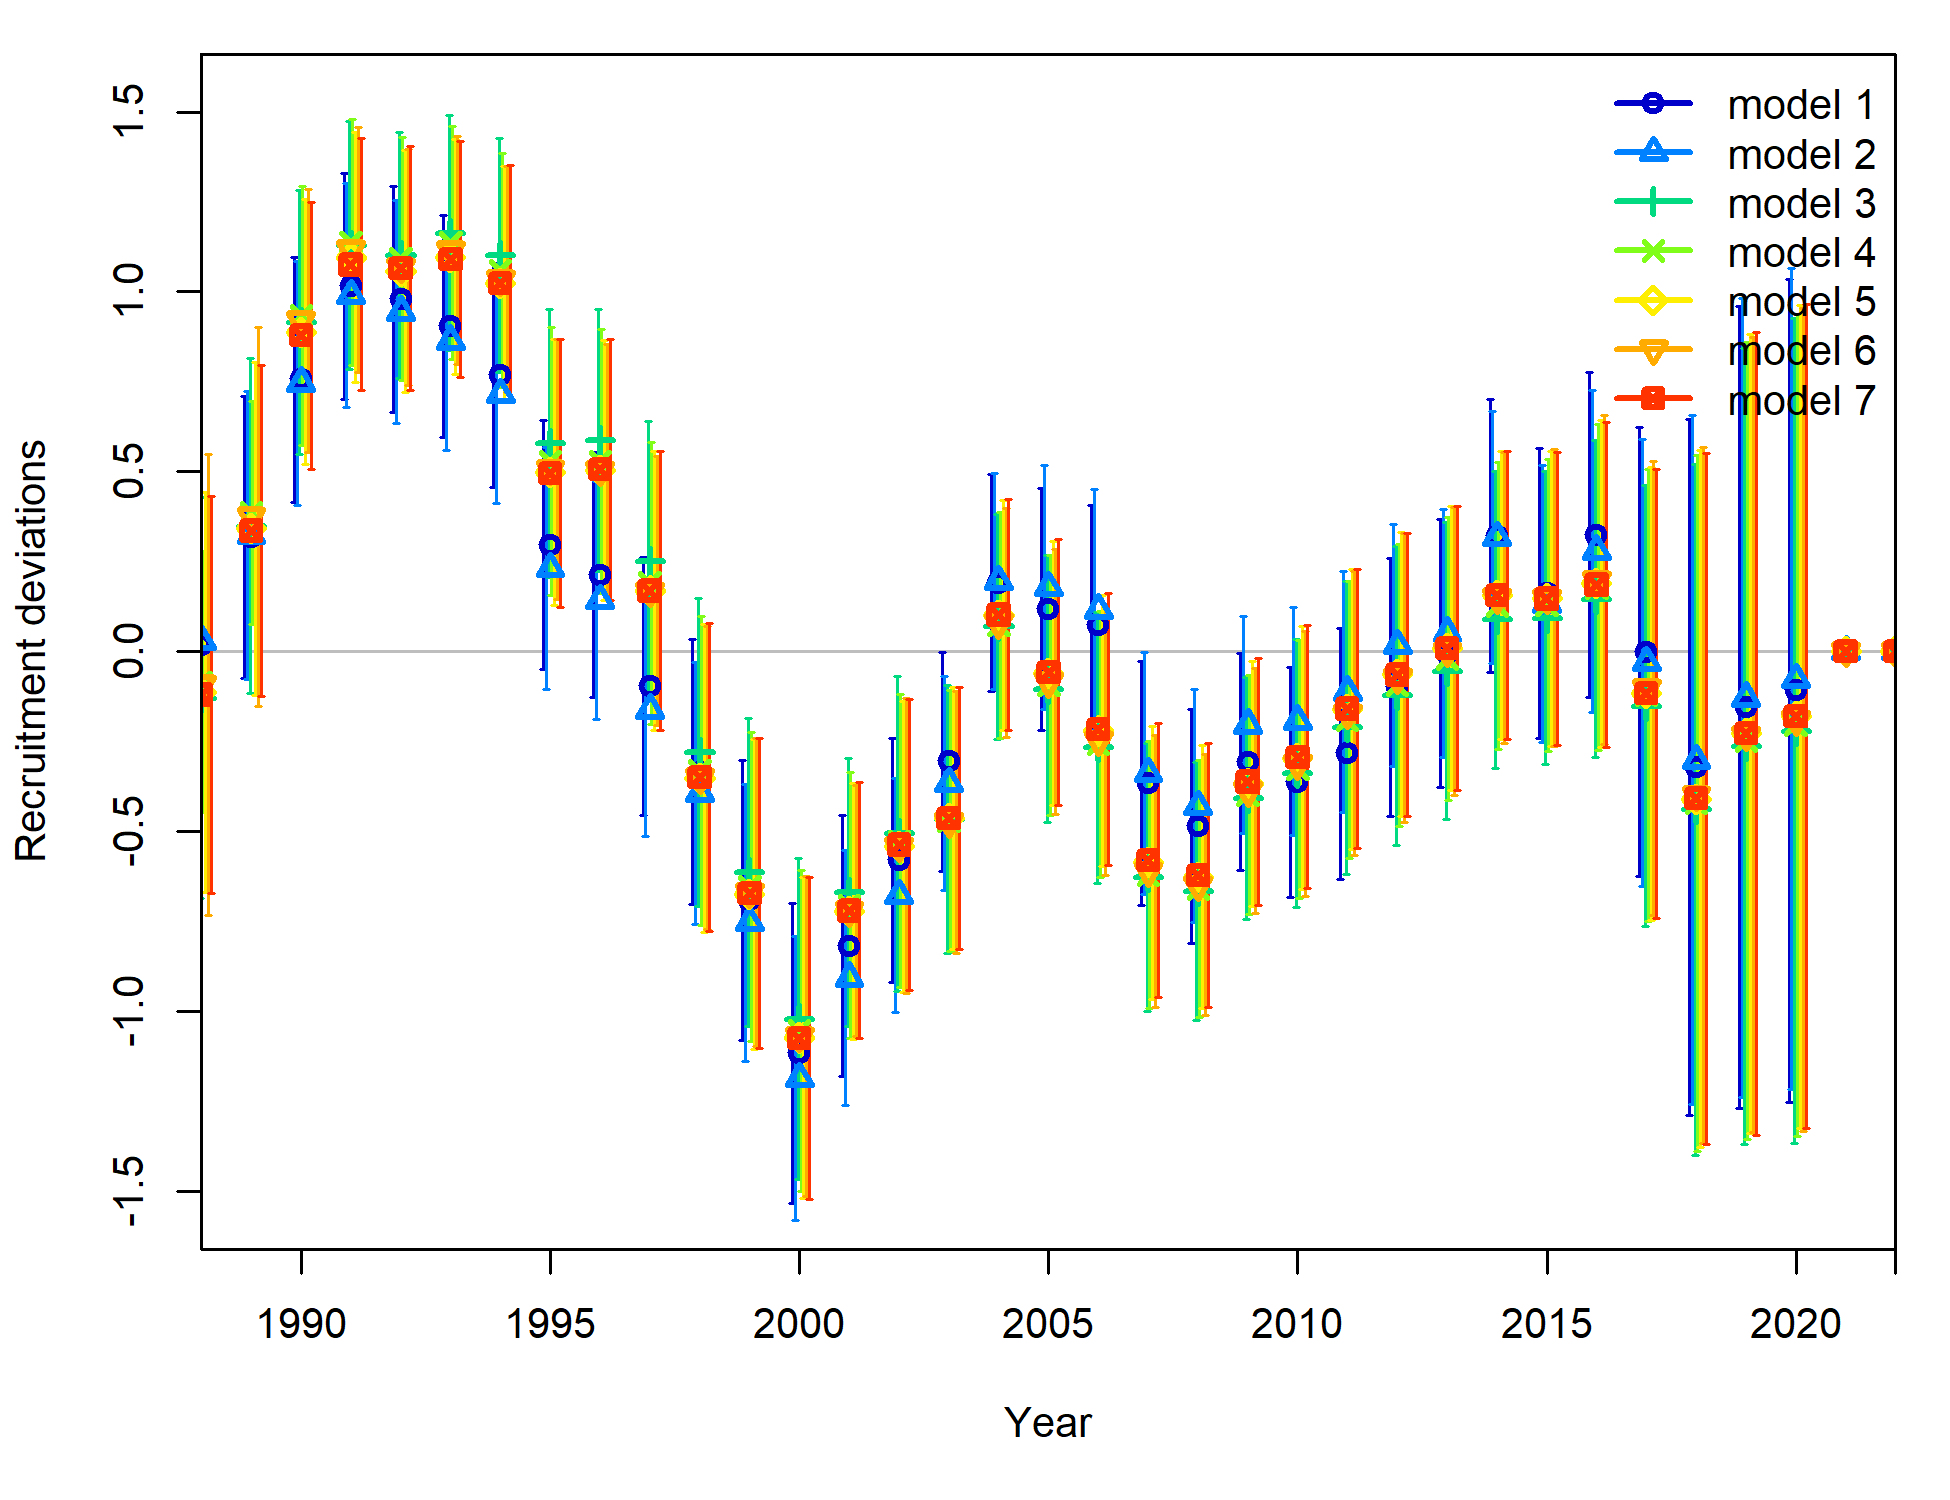 1.5
1.0
0.5
0.0
-0.5
-1.0
-1.5
Recruitment deviations
model 1
model 2
model 3
model 4
model 5
model 6
model 7
1990 1995 2000 2005 2010 2015 2020
Year